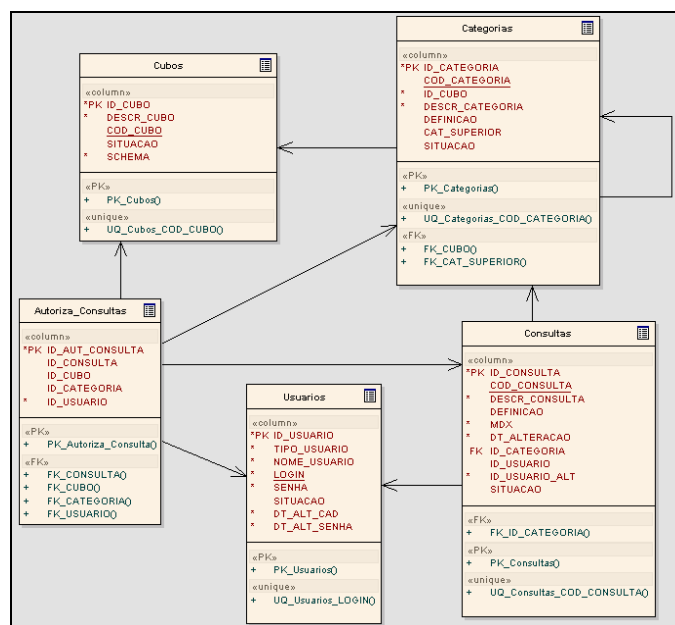 Cubos
«column»
*PK ID_CUBO
* DESCR_CUBO
COD_CUBO
SITUACAO
* SCHEMA
«PK»
+ PK_Cubos()
«unique»
+ UQ_Cubos_COD_CUBO()
Categorias
«column»
*PK ID_CATEGORIA
COD_CATEGORIA
* ID_CUBO
* DESCR_CATEGORIA
DEFINICAO
CAT_SUPERIOR
SITUACAO
«PK»
+ PK_Categorias()
«unique»
+ UQ_Categorias_COD_CATEGORIA()
«FK»
+ FK_CUBO()
+ FK_CAT_SUPERIOR()
Autoriza_Consultas
«column»
*PK ID_AUT_CONSULTA
ID_CONSULTA
ID_CUBO
ID_CATEGORIA
* ID_USUARIO
«PK»
+ PK_Autoriza_Consulta()
«FK»
+ FK_CONSULTA()
+ FK_CUBO()
+ FK_CATEGORIA()
+ FK_USUARIO()
Usuarios
«column»
*PK ID_USUARIO
* TIPO_USUARIO
* NOME_USUARIO
* LOGIN
* SENHA
SITUACAO
* DT_ALT_CAD
* DT_ALT_SENHA
«PK»
+ PK_Usuarios()
«unique»
+ UQ_Usuarios_LOGIN()
Consultas
«column»
*PK ID_CONSULTA
COD_CONSULTA
* DESCR_CONSULTA
DEFINICAO
* MDX
* DT_ALTERACAO
FK ID_CATEGORIA
ID_USUARIO
* ID_USUARIO_ALT
SITUACAO
«FK»
+ FK_ID_CATEGORIA()
«PK»
+ PK_Consultas()
«unique»
+ UQ_Consultas_COD_CONSULTA()